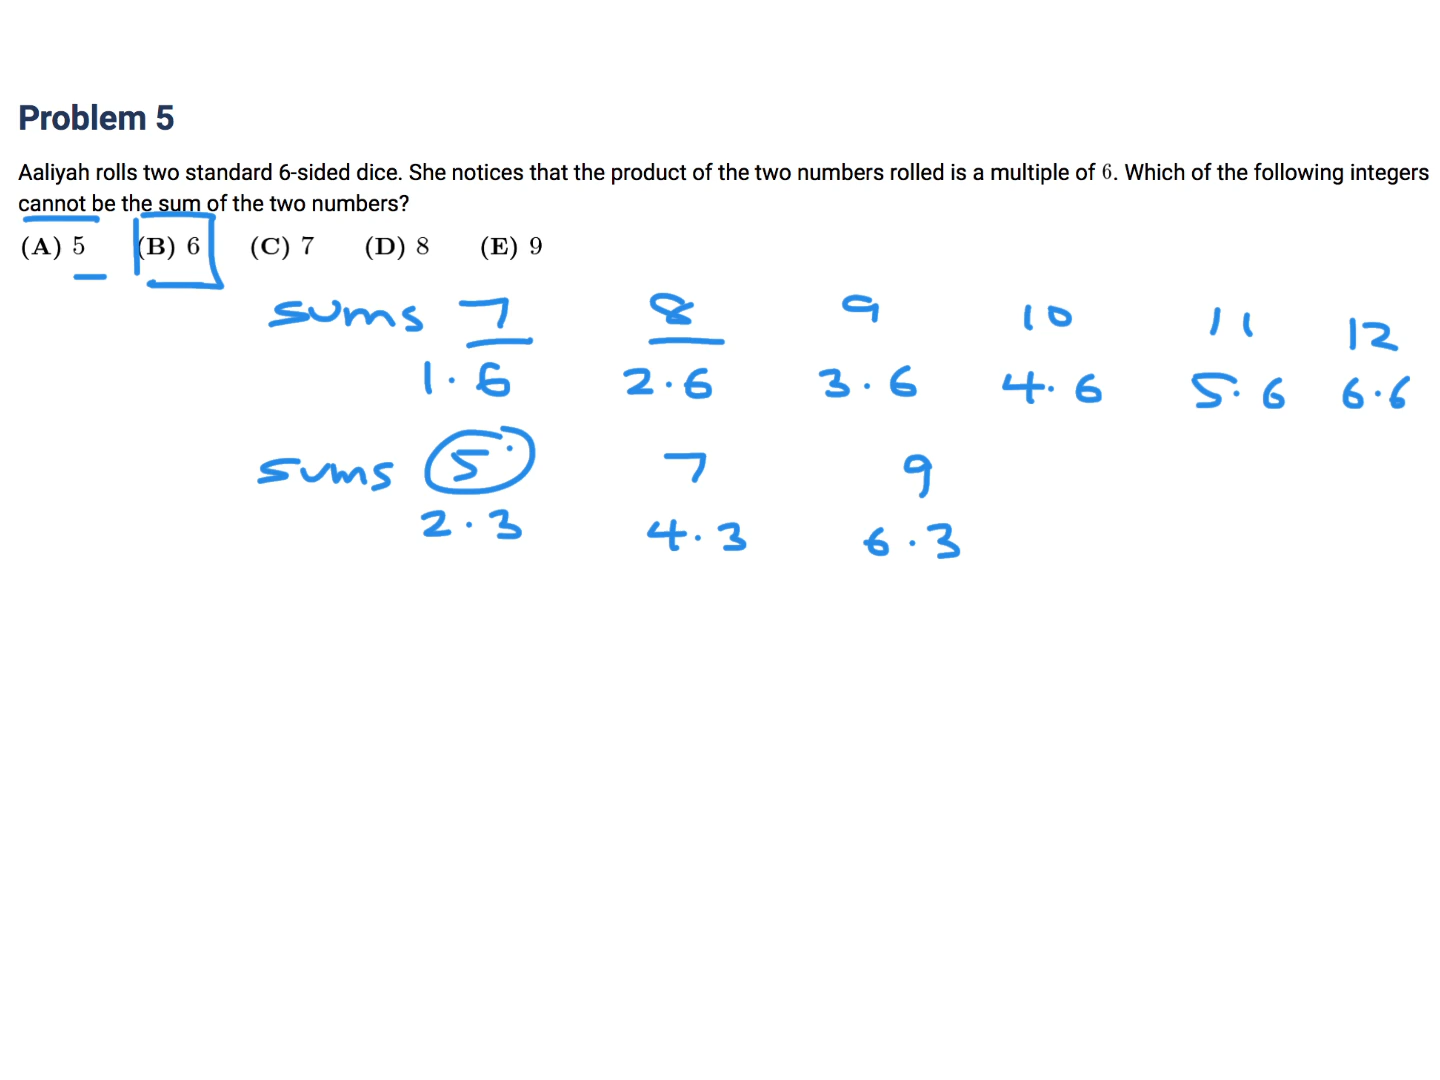 Problem 5
Aaliyah rolls two standard 6-sided dice. She notices that the product of the two numbers rolled is a multiple of 6. Which of the following integers
cannot be the sum of the two numbers?
(A) 5 (B) 6 (C) 7 (D) 8 (E) 9
sums 7 8 9 10 11 12
1·6 2·6 3·6 4·6 5·6 6·6
sums 5 7 9
2·3 4·3 6·3